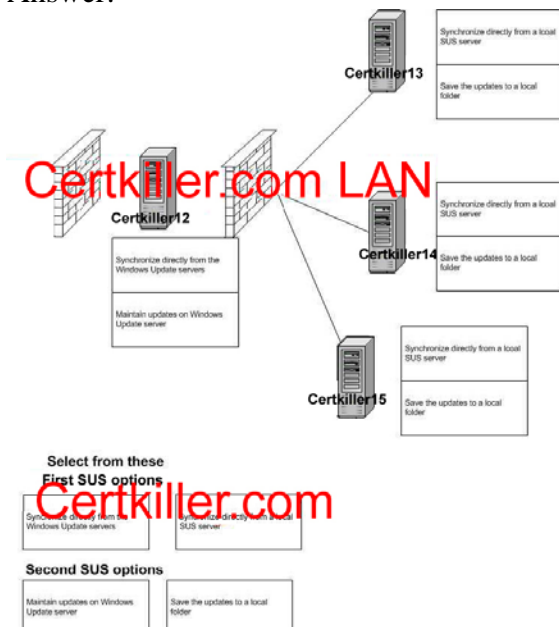 Answer:
Synchronize directly from a local
SUS server
Certkiller13
Save the updates to a local
folder
Certkiller.com LAN
Certkiller12
Synchronize directly from a local
SUS server
Certkiller14
Save the updates to a local
folder
Synchronize directly from the
Windows Update servers
Maintain updates on Windows
Update server
Synchronize directly from a local
SUS server
Certkiller15
Save the updates to a local
folder
Select from these
First SUS options
Certkiller.com
Synchronize directly from the
Windows Update servers
Synchronize directly from a local
SUS server
Second SUS options
Maintain updates on Windows
Update server
Save the updates to a local
folder